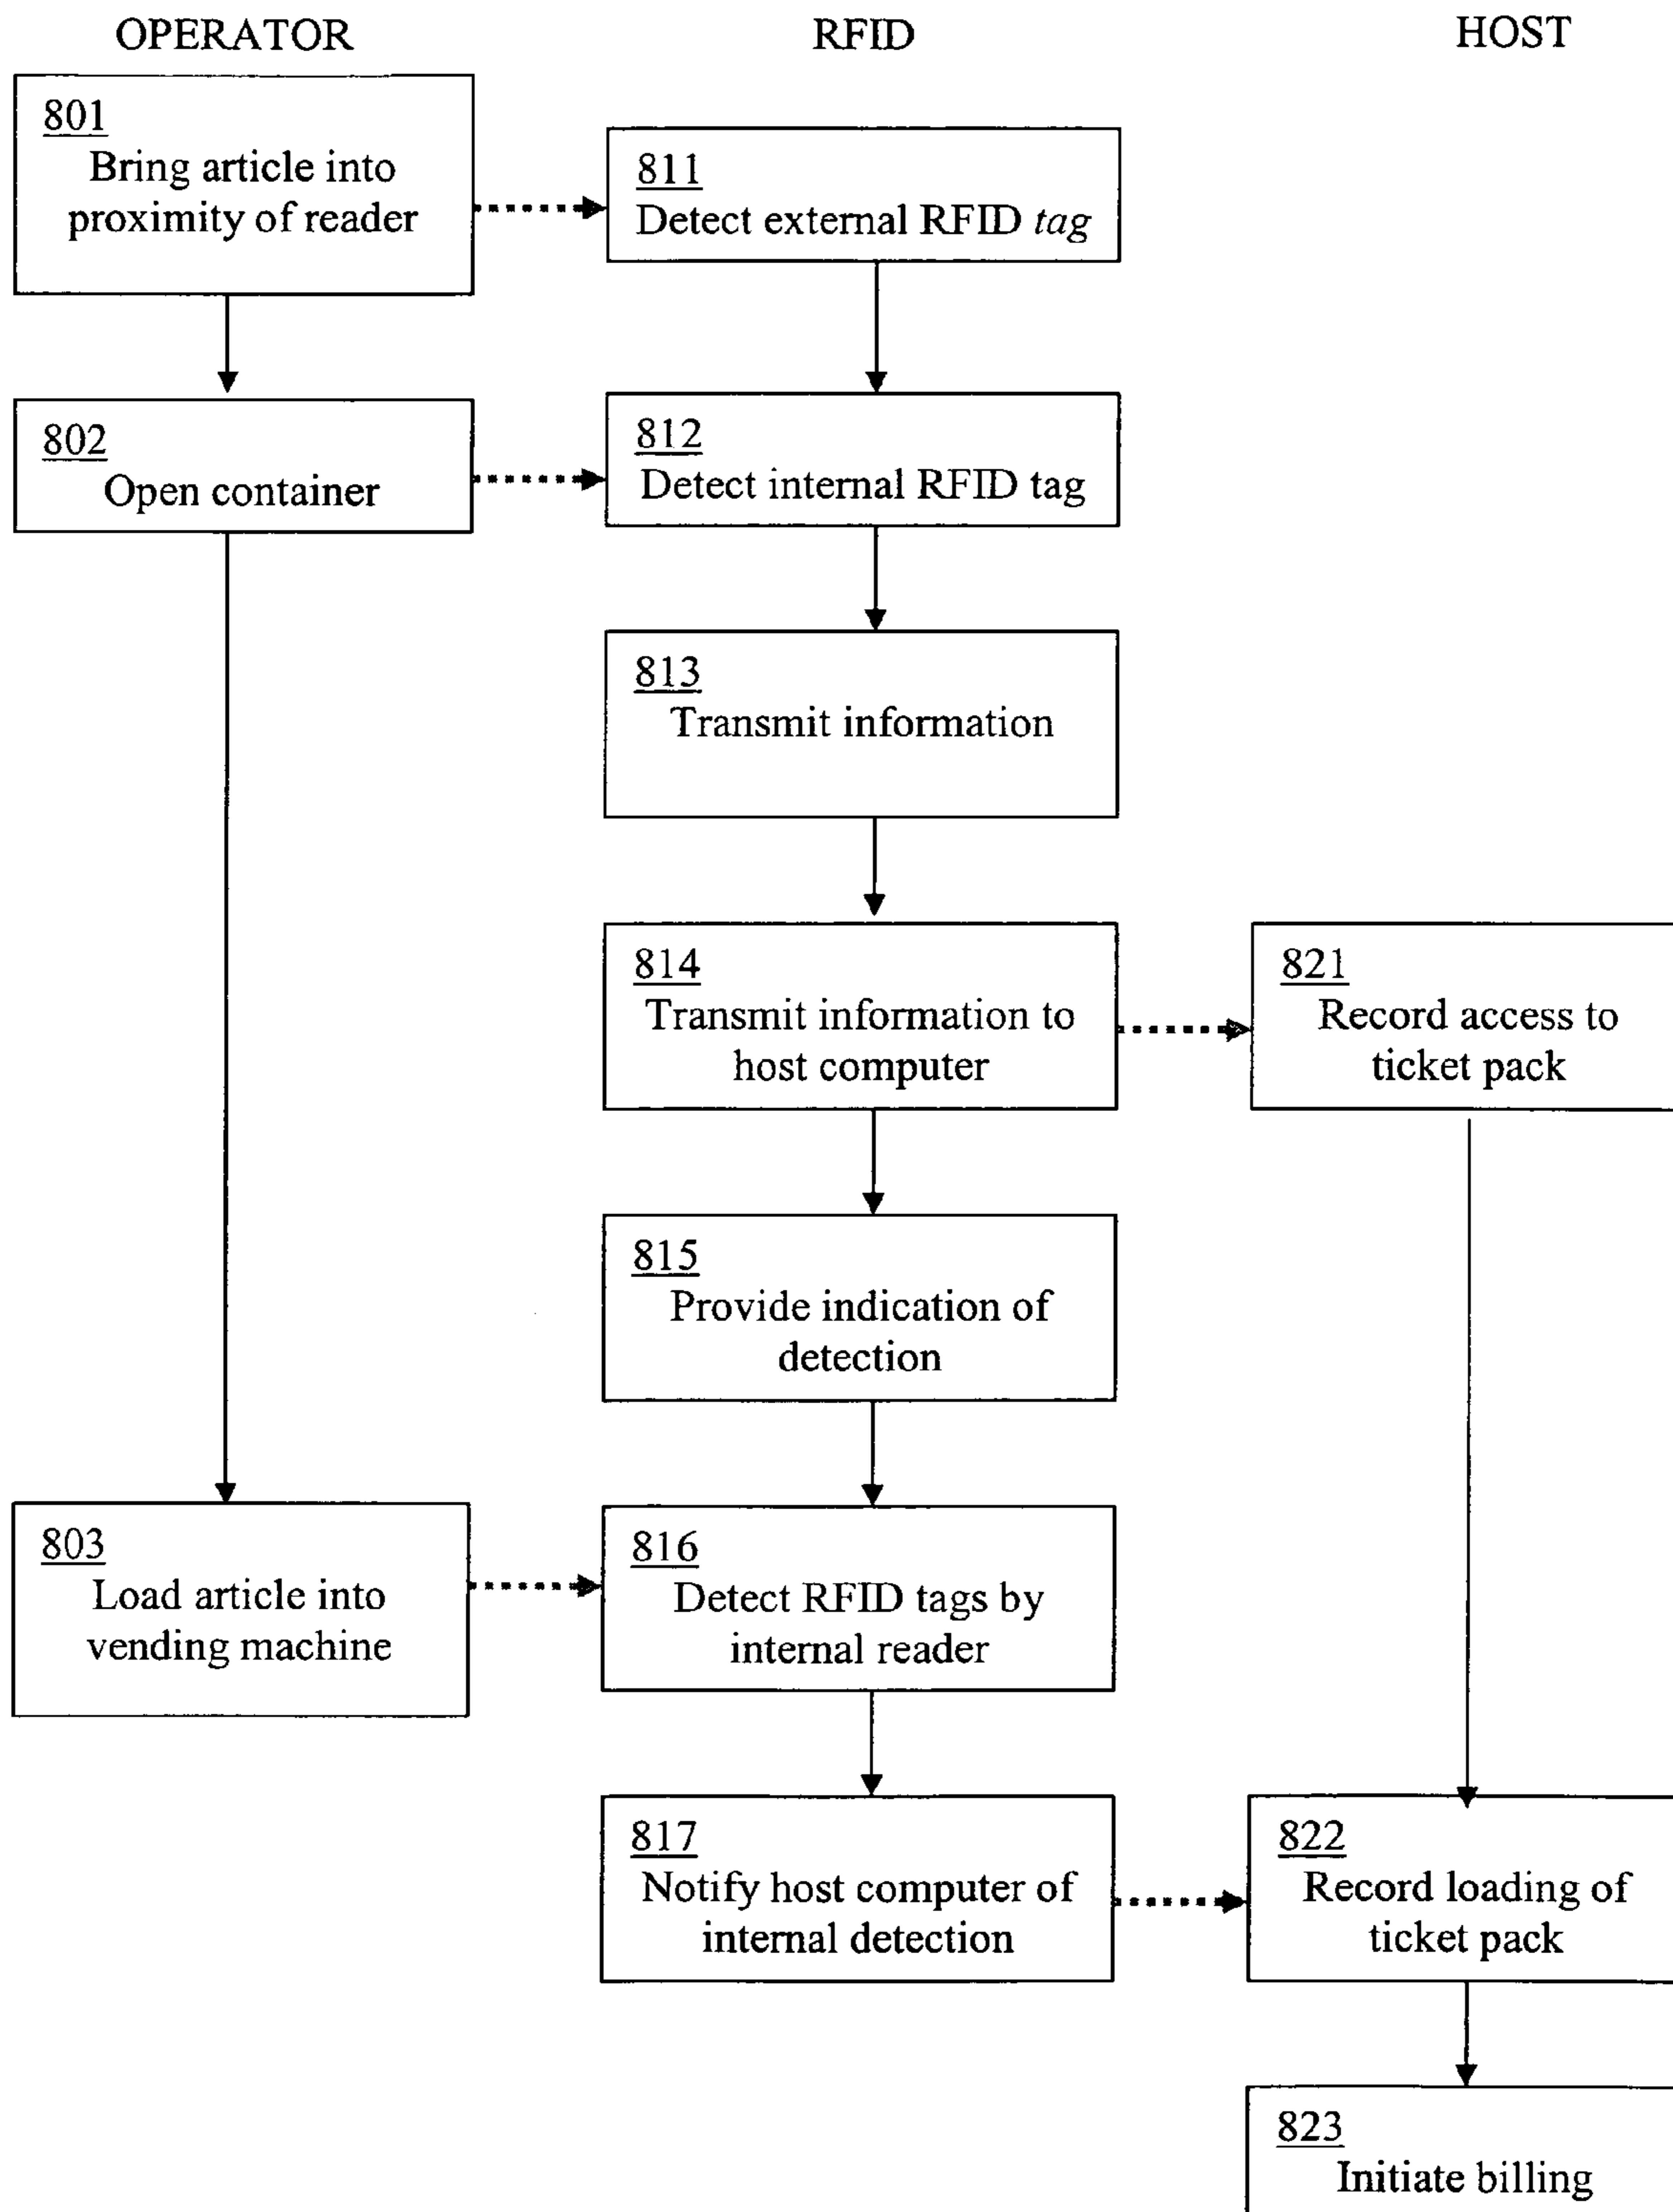 OPERATOR
RFID
HOST
801
Bring article into
proximity of reader
811
Detect external RFID tag
802
Open container
812
Detect internal RFID tag
813
Transmit information
814
Transmit information to
host computer
821
Record access to
ticket pack
815
Provide indication of
detection
803
Load article into
vending machine
816
Detect RFID tags by
internal reader
817
Notify host computer of
internal detection
822
Record loading of
ticket pack
823
Initiate billing